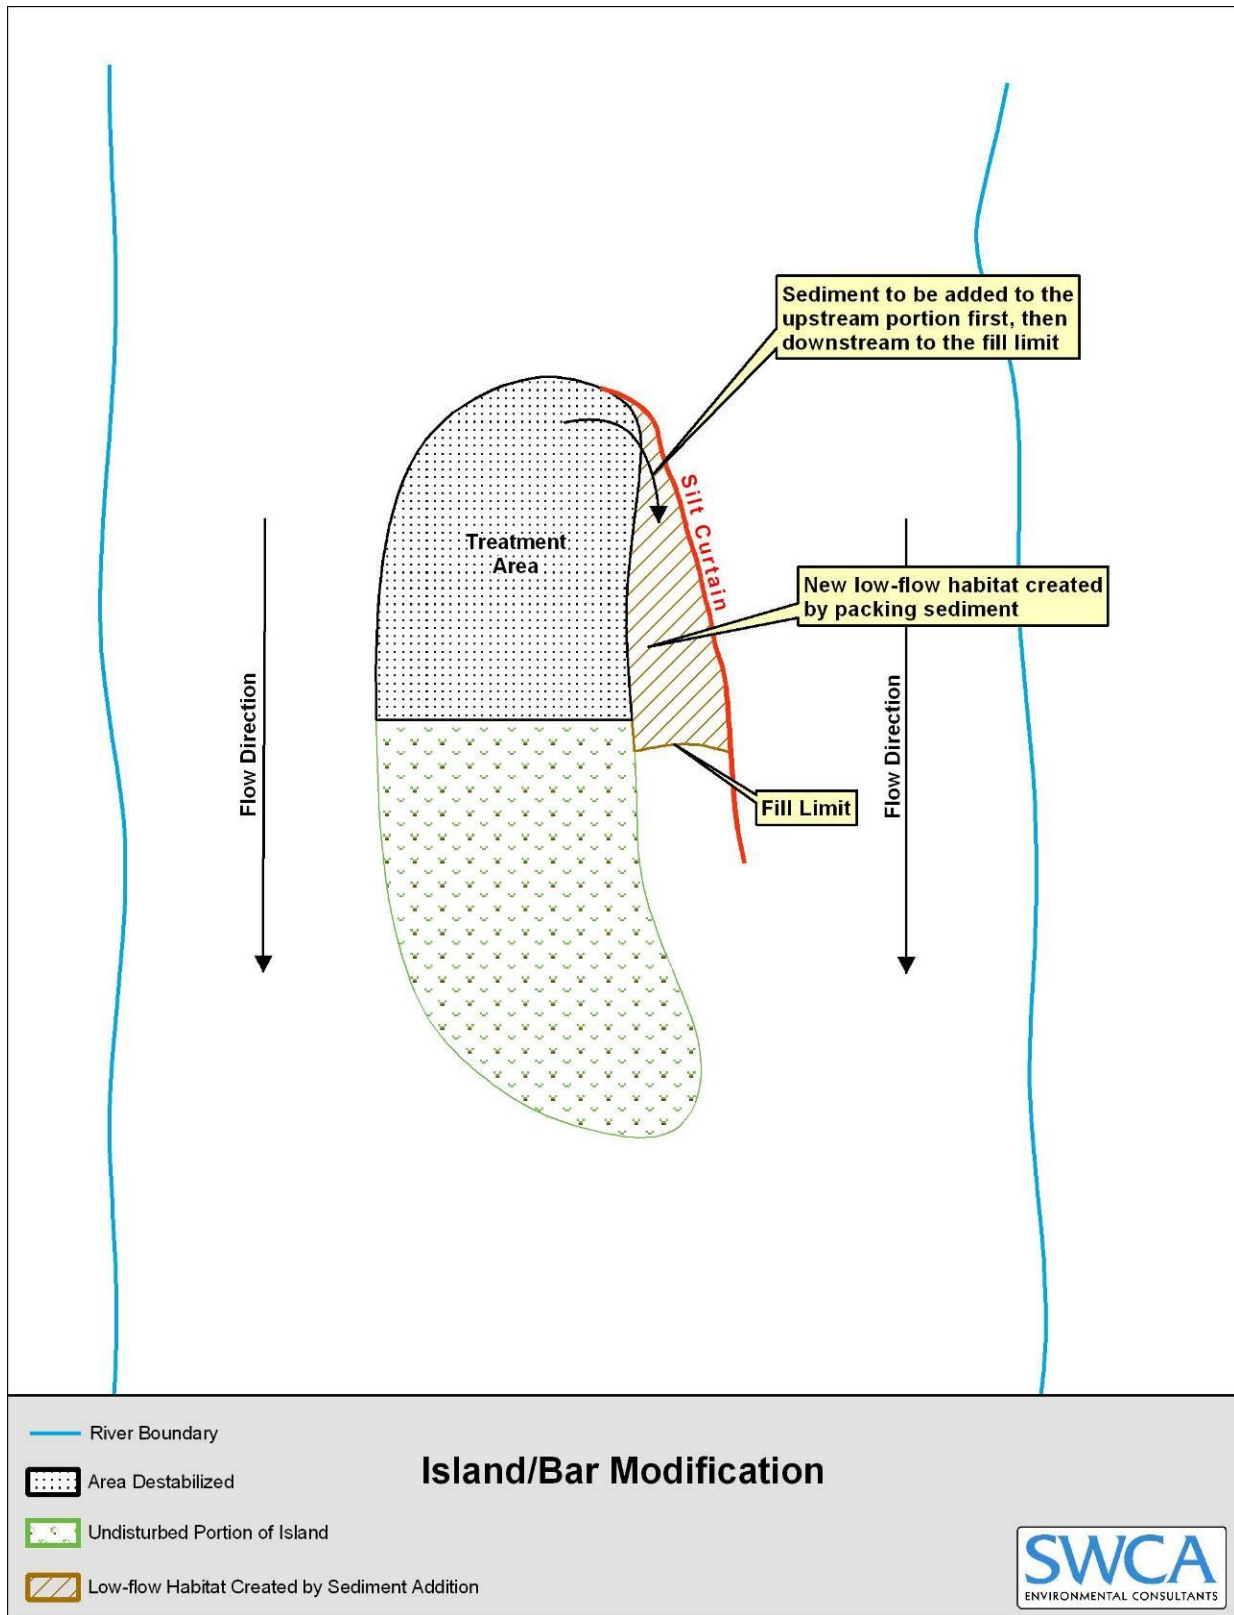 Sediment to be added to the
upstream portion first, then
downstream to the fill limit
Silt Curtain
Treatment
Area
New low-flow habitat created
by packing sediment
Flow Direction
Flow Direction
Fill Limit
River Boundary
Area Destabilized
Island/Bar Modification
Undisturbed Portion of Island
Low-flow Habitat Created by Sediment Addition
SWCA
ENVIRONMENTAL CONSULTANTS